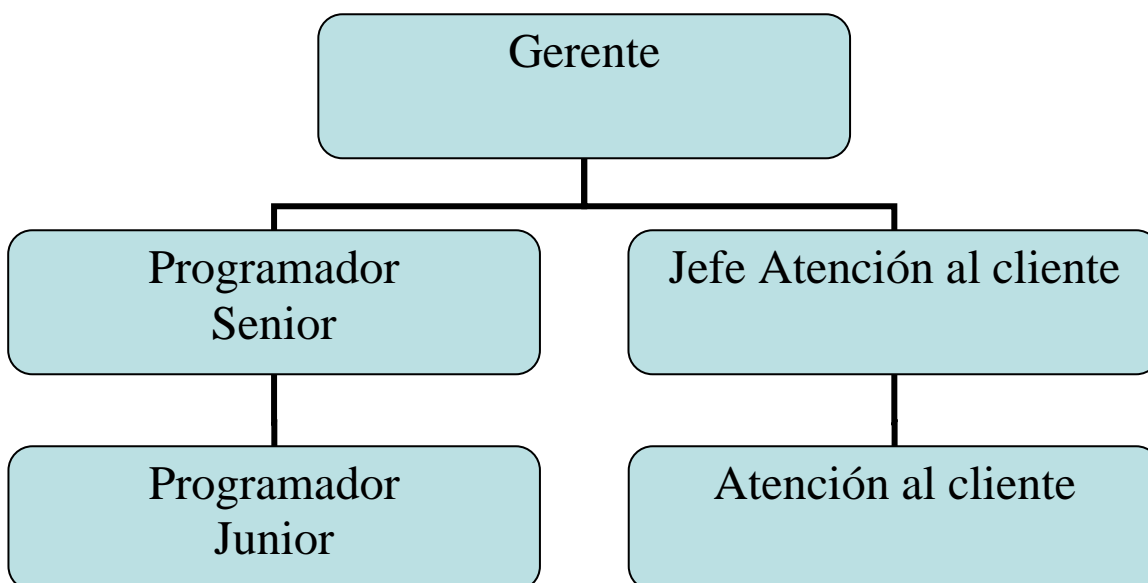 Gerente
Programador
Senior
Jefe Atención al cliente
Programador
Junior
Atención al cliente